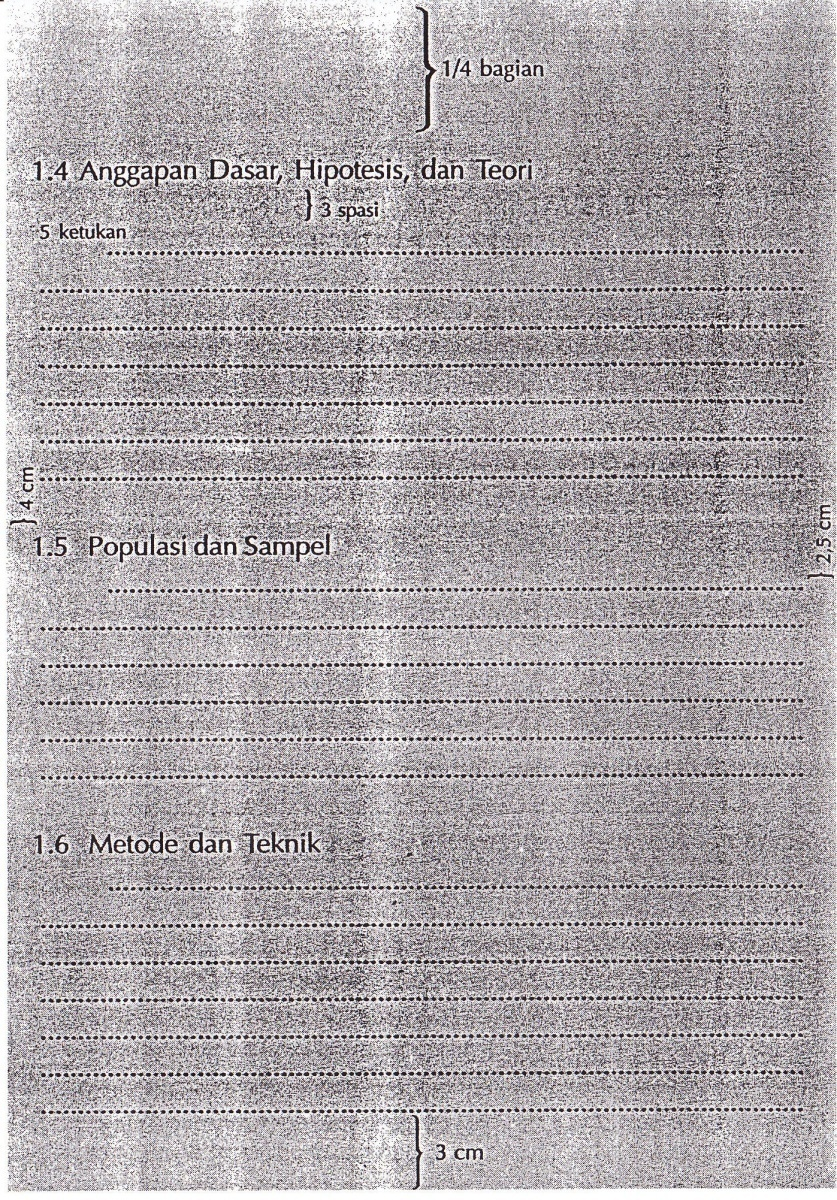 1/4 bagian
1.4 Anggapan Dasar, Hipotesis, dan Teori
3 spasi
5 ketukan
4 cm
2,5 cm
1.5 Populasi dan Sampel
1.6 Metode dan Teknik
3 cm